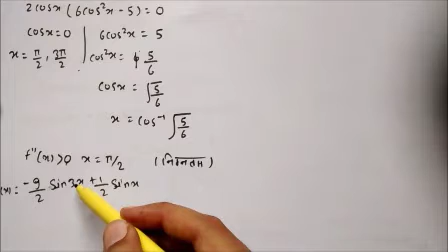 2cosx (6cos²x - 5) = 0
cosx = 0 | 6cos²x = 5
x = π/2, 3π/2 | cos²x = 5/6
cosx = √5/6
x = cos⁻¹ √5/6
f"(x) > 0 x = π/2 (निम्नतम)
(x) = -9/2 sin3x + 1/2 sinx